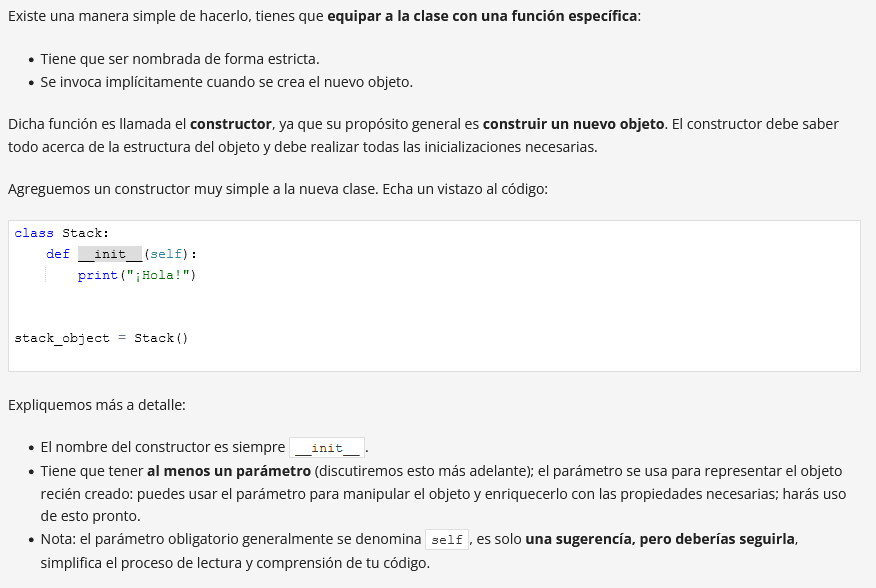 Existe una manera simple de hacerlo, tienes que equipar a la clase con una función específica:
• Tiene que ser nombrada de forma estricta.
• Se invoca implícitamente cuando se crea el nuevo objeto.
Dicha función es llamada el constructor, ya que su propósito general es construir un nuevo objeto. El constructor debe saber
todo acerca de la estructura del objeto y debe realizar todas las inicializaciones necesarias.
Agreguemos un constructor muy simple a la nueva clase. Echa un vistazo al código:
class Stack:
    def __init__(self):
        print("¡Hola!")
stack_object = Stack()
Expliquemos más a detalle:
• El nombre del constructor es siempre __init__.
• Tiene que tener al menos un parámetro (discutiremos esto más adelante); el parámetro se usa para representar el objeto
recién creado: puedes usar el parámetro para manipular el objeto y enriquecerlo con las propiedades necesarias; harás uso
de esto pronto.
• Nota: el parámetro obligatorio generalmente se denomina self, es solo una sugerencía, pero deberías seguirla,
simplifica el proceso de lectura y comprensión de tu código.